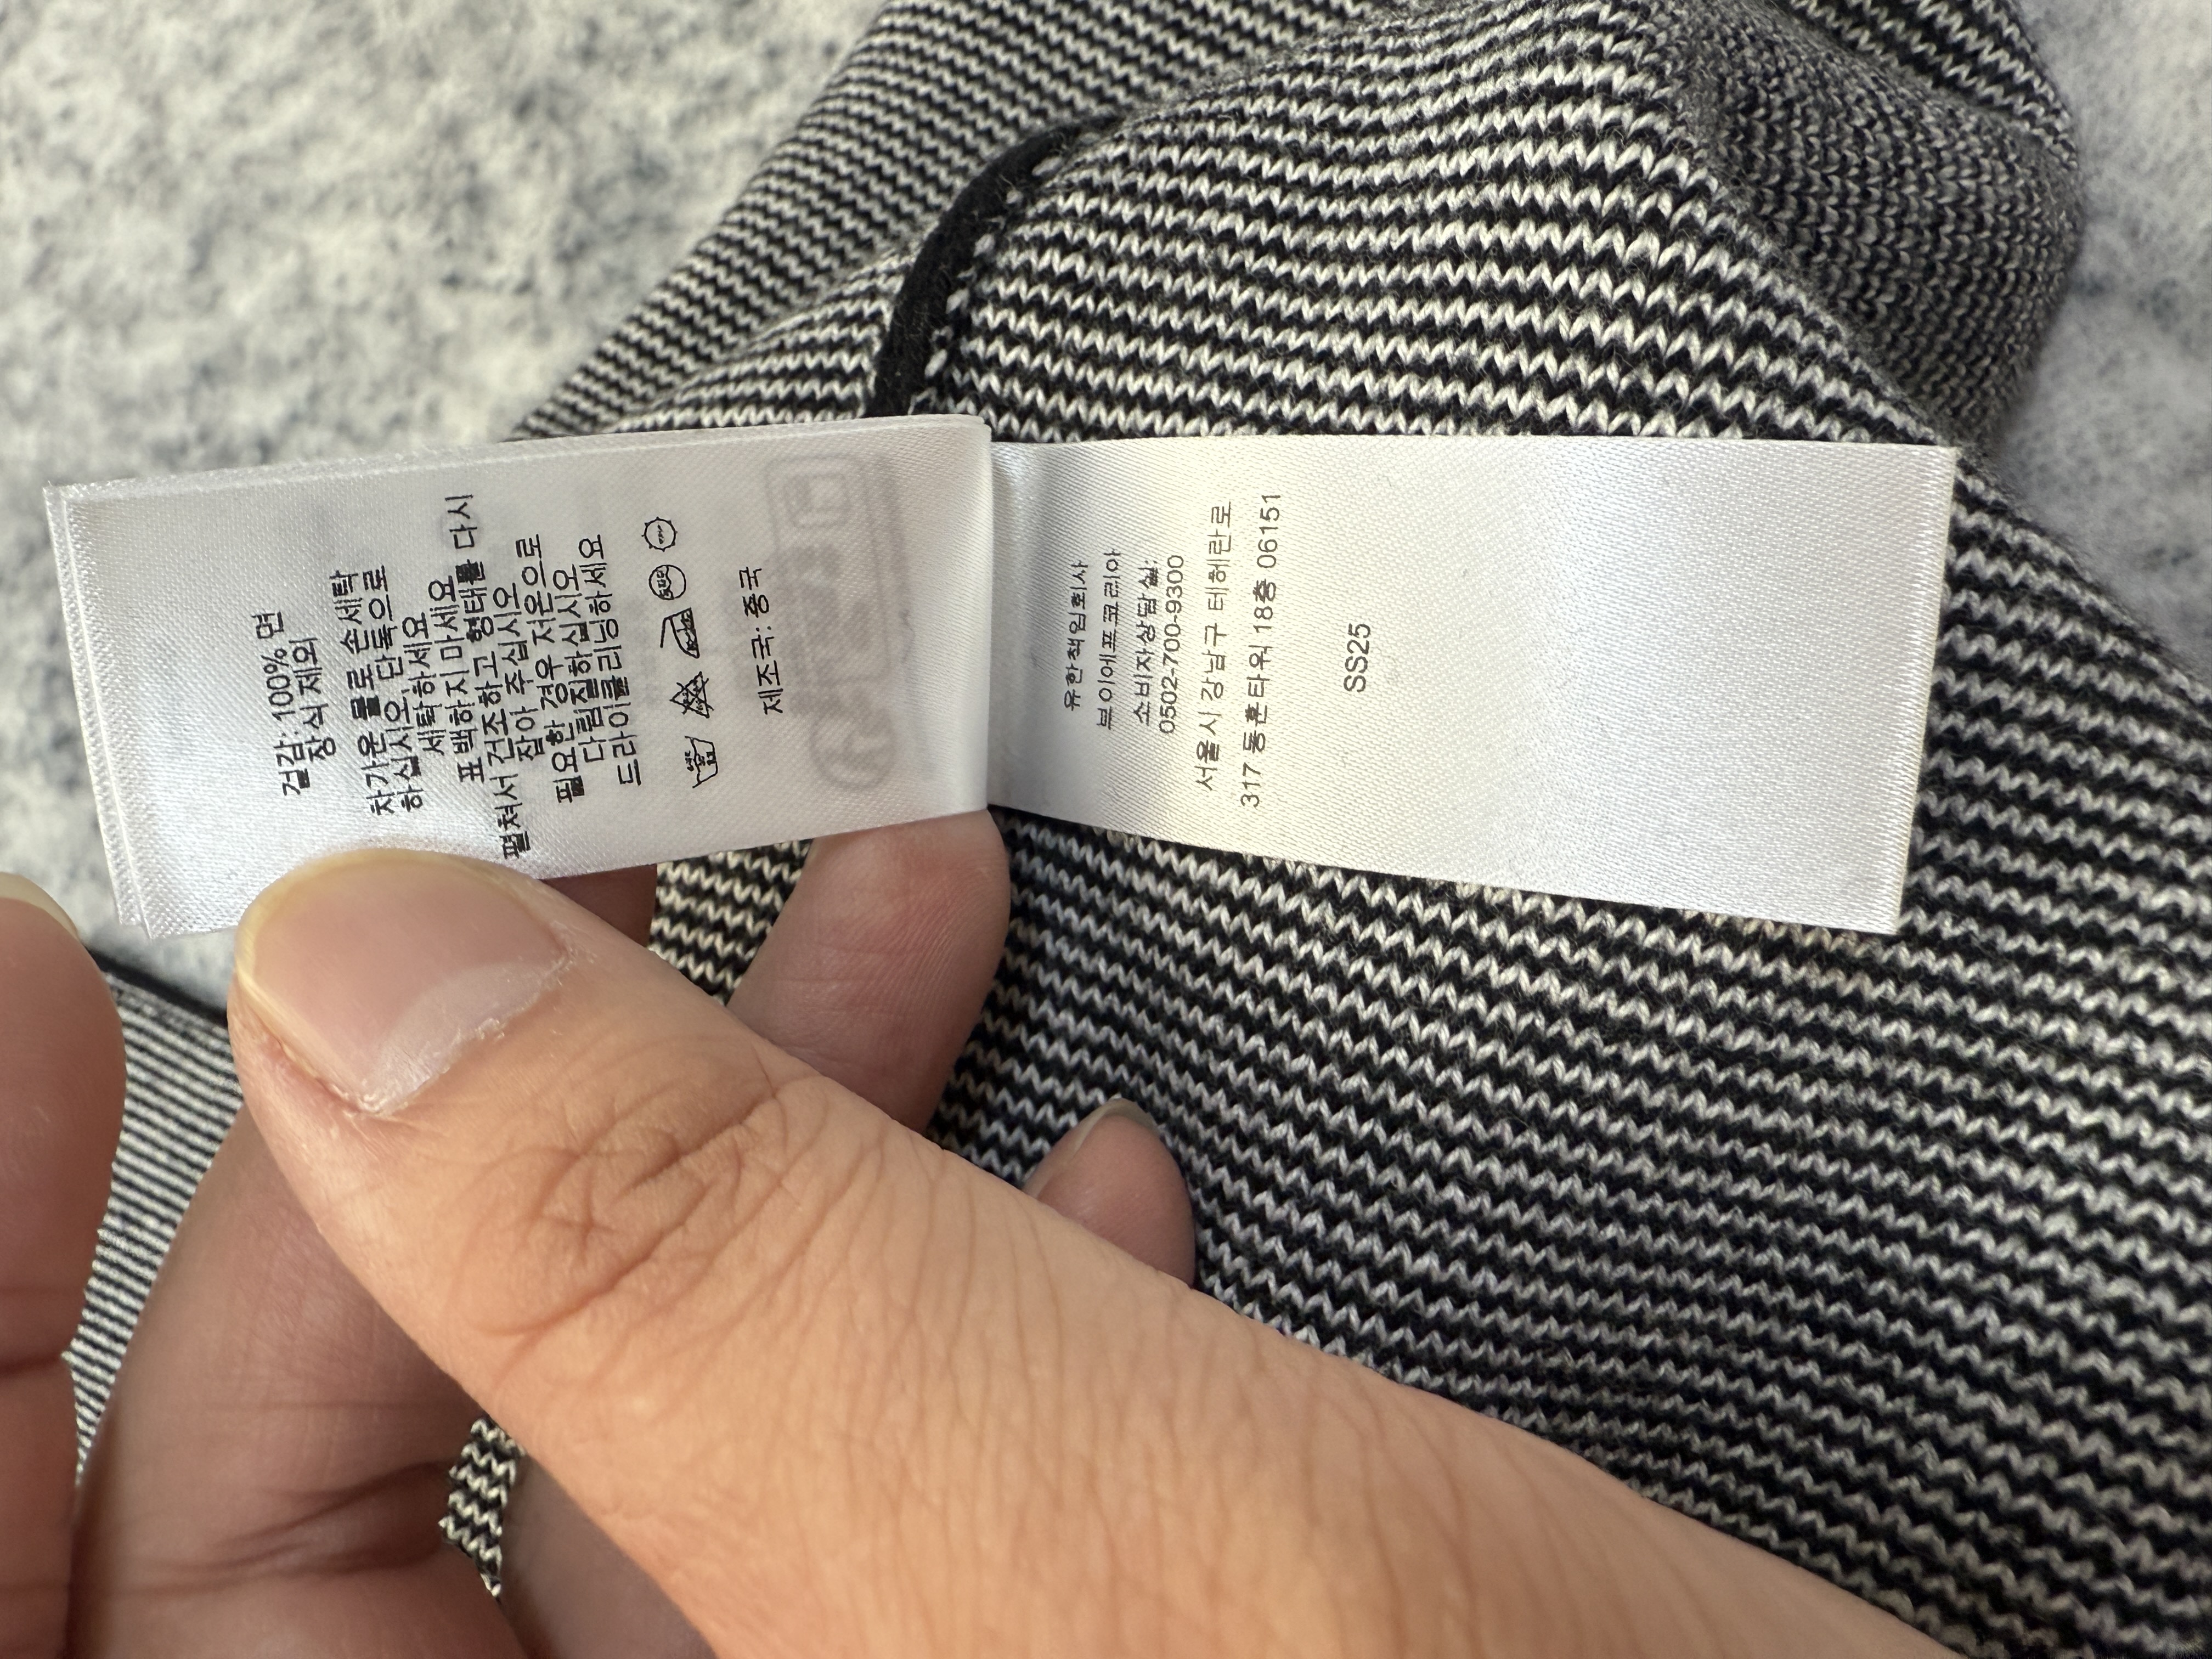 겉감: 100% 면
장식 제외
차가운 물로 손세탁
하십시오, 단독으로
세탁하세요
표백하지 마세요
펼쳐서 건조하고 형태를 다시
잡아 주십시오
필요한 경우 저온으로
다림질하십시오
드라이클리닝하세요
제조국: 중국
유한책임회사
브이에프코리아
소비자상담실:
0502-700-9300
서울시 강남구 테헤란로
317 동훈타워 18층 06151
SS25